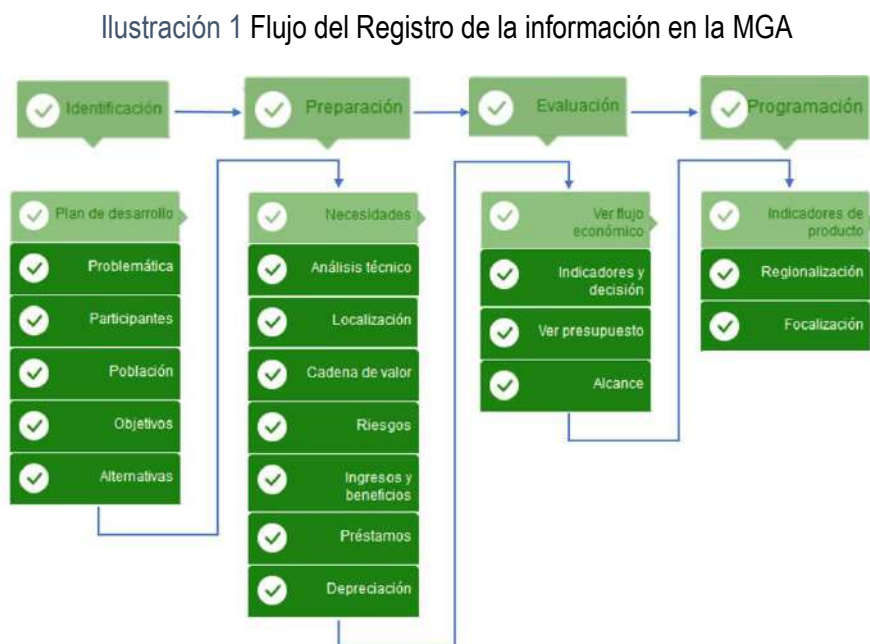 Ilustración 1 Flujo del Registro de la información en la MGA
Identificación
Preparación
Evaluación
Programación
Plan de desarrollo
Problemática
Participantes
Población
Objetivos
Alternativas
Necesidades
Análisis técnico
Localización
Cadena de valor
Riesgos
Ingresos y
beneficios
Préstamos
Depreciación
Ver flujo
económico
Indicadores y
decisión
Ver presupuesto
Alcance
Indicadores de
producto
Regionalización
Focalización